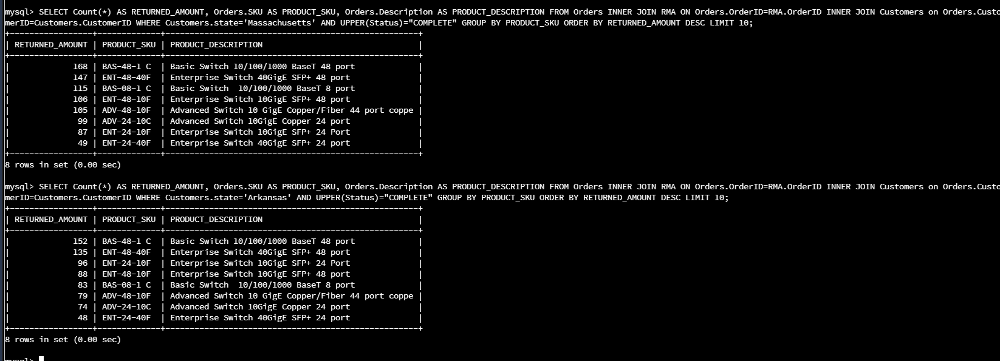 mysql> SELECT Count(*) AS RETURNED_AMOUNT, Orders.SKU AS PRODUCT_SKU, Orders.Description AS PRODUCT_DESCRIPTION FROM Orders INNER JOIN RMA ON Orders.OrderID=RMA.OrderID INNER JOIN Customers on Orders.Custo
merID=Customers.CustomerID WHERE Customers.state='Massachusetts' AND UPPER(Status)="COMPLETE" GROUP BY PRODUCT_SKU ORDER BY RETURNED_AMOUNT DESC LIMIT 10;
+-----------------+-------------+----------------------------------------------------+
| RETURNED_AMOUNT | PRODUCT_SKU | PRODUCT_DESCRIPTION                                |
+-----------------+-------------+----------------------------------------------------+
|             168 | BAS-48-1 C  | Basic Switch 10/100/1000 BaseT 48 port             |
|             147 | ENT-48-40F  | Enterprise Switch 40GigE SFP+ 48 port              |
|             115 | BAS-08-1 C  | Basic Switch  10/100/1000 BaseT 8 port             |
|             106 | ENT-48-10F  | Enterprise Switch 10GigE SFP+ 48 port              |
|             105 | ADV-48-10F  | Advanced Switch 10 GigE Copper/Fiber 44 port coppe |
|              99 | ADV-24-10C  | Advanced Switch 10GigE Copper 24 port              |
|              87 | ENT-24-10F  | Enterprise Switch 10GigE SFP+ 24 Port              |
|              49 | ENT-24-40F  | Enterprise Switch 40GigE SFP+ 24 port              |
+-----------------+-------------+----------------------------------------------------+
8 rows in set (0.00 sec)
mysql> SELECT Count(*) AS RETURNED_AMOUNT, Orders.SKU AS PRODUCT_SKU, Orders.Description AS PRODUCT_DESCRIPTION FROM Orders INNER JOIN RMA ON Orders.OrderID=RMA.OrderID INNER JOIN Customers on Orders.Custo
merID=Customers.CustomerID WHERE Customers.state='Arkansas' AND UPPER(Status)="COMPLETE" GROUP BY PRODUCT_SKU ORDER BY RETURNED_AMOUNT DESC LIMIT 10;
+-----------------+-------------+----------------------------------------------------+
| RETURNED_AMOUNT | PRODUCT_SKU | PRODUCT_DESCRIPTION                                |
+-----------------+-------------+----------------------------------------------------+
|             152 | BAS-48-1 C  | Basic Switch 10/100/1000 BaseT 48 port             |
|             135 | ENT-48-40F  | Enterprise Switch 40GigE SFP+ 48 port              |
|              96 | ENT-24-10F  | Enterprise Switch 10GigE SFP+ 24 Port              |
|              88 | ENT-48-10F  | Enterprise Switch 10GigE SFP+ 48 port              |
|              83 | BAS-08-1 C  | Basic Switch  10/100/1000 BaseT 8 port             |
|              79 | ADV-48-10F  | Advanced Switch 10 GigE Copper/Fiber 44 port coppe |
|              74 | ADV-24-10C  | Advanced Switch 10GigE Copper 24 port              |
|              48 | ENT-24-40F  | Enterprise Switch 40GigE SFP+ 24 port              |
+-----------------+-------------+----------------------------------------------------+
8 rows in set (0.00 sec)
mysql>